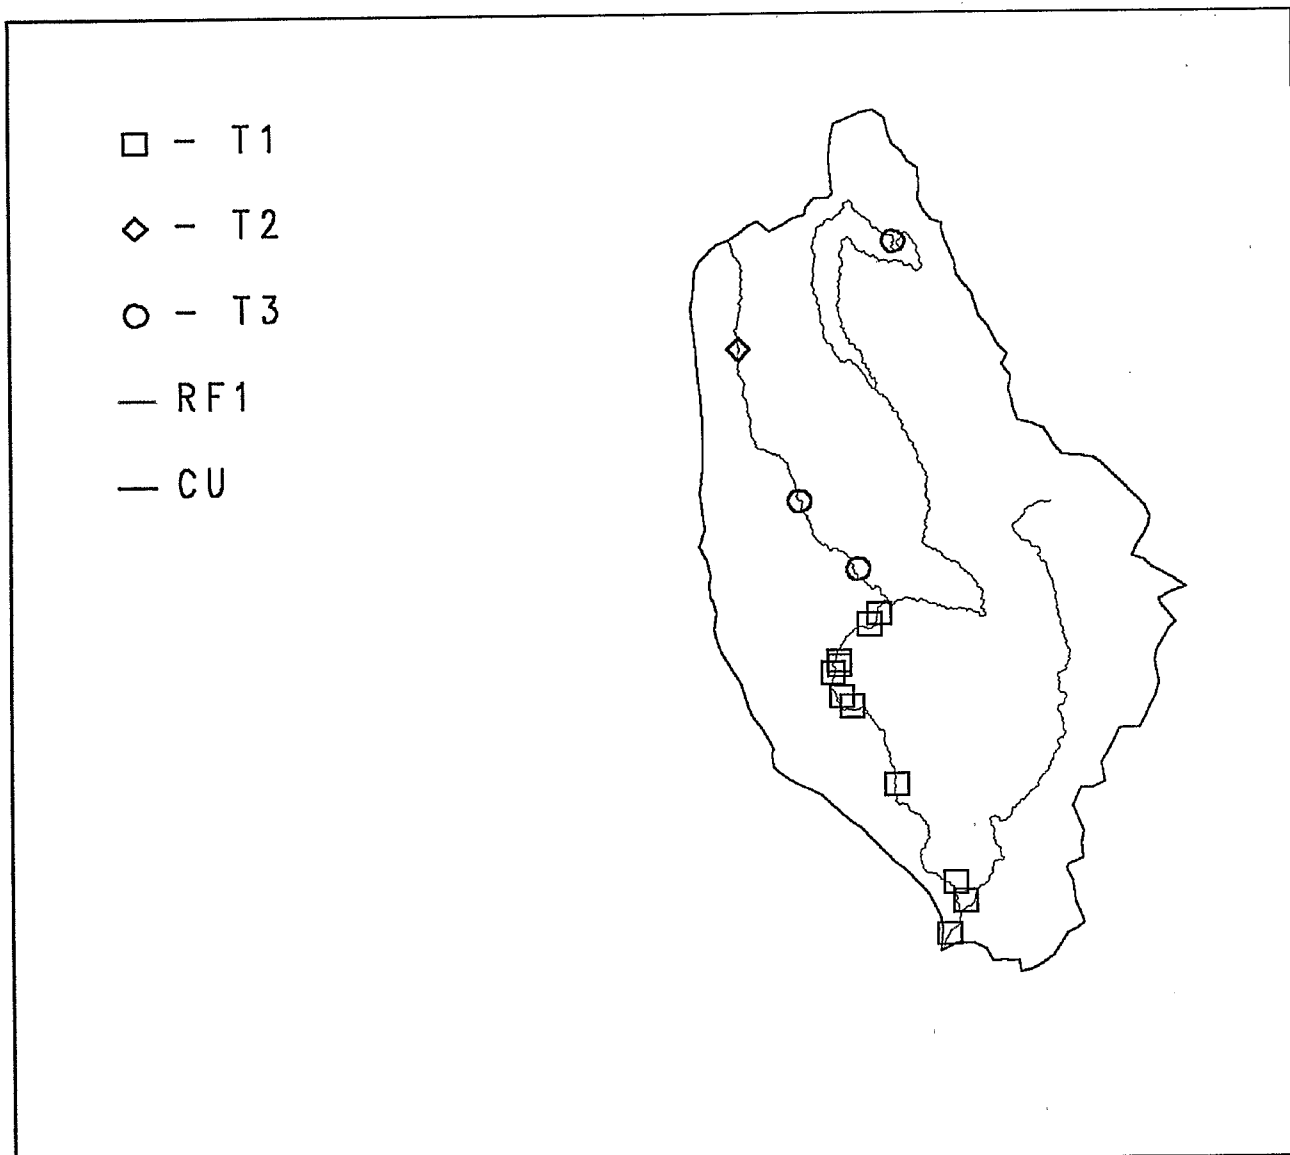 □ - T1
◇ - T2
○ - T3
— RF1
— CU